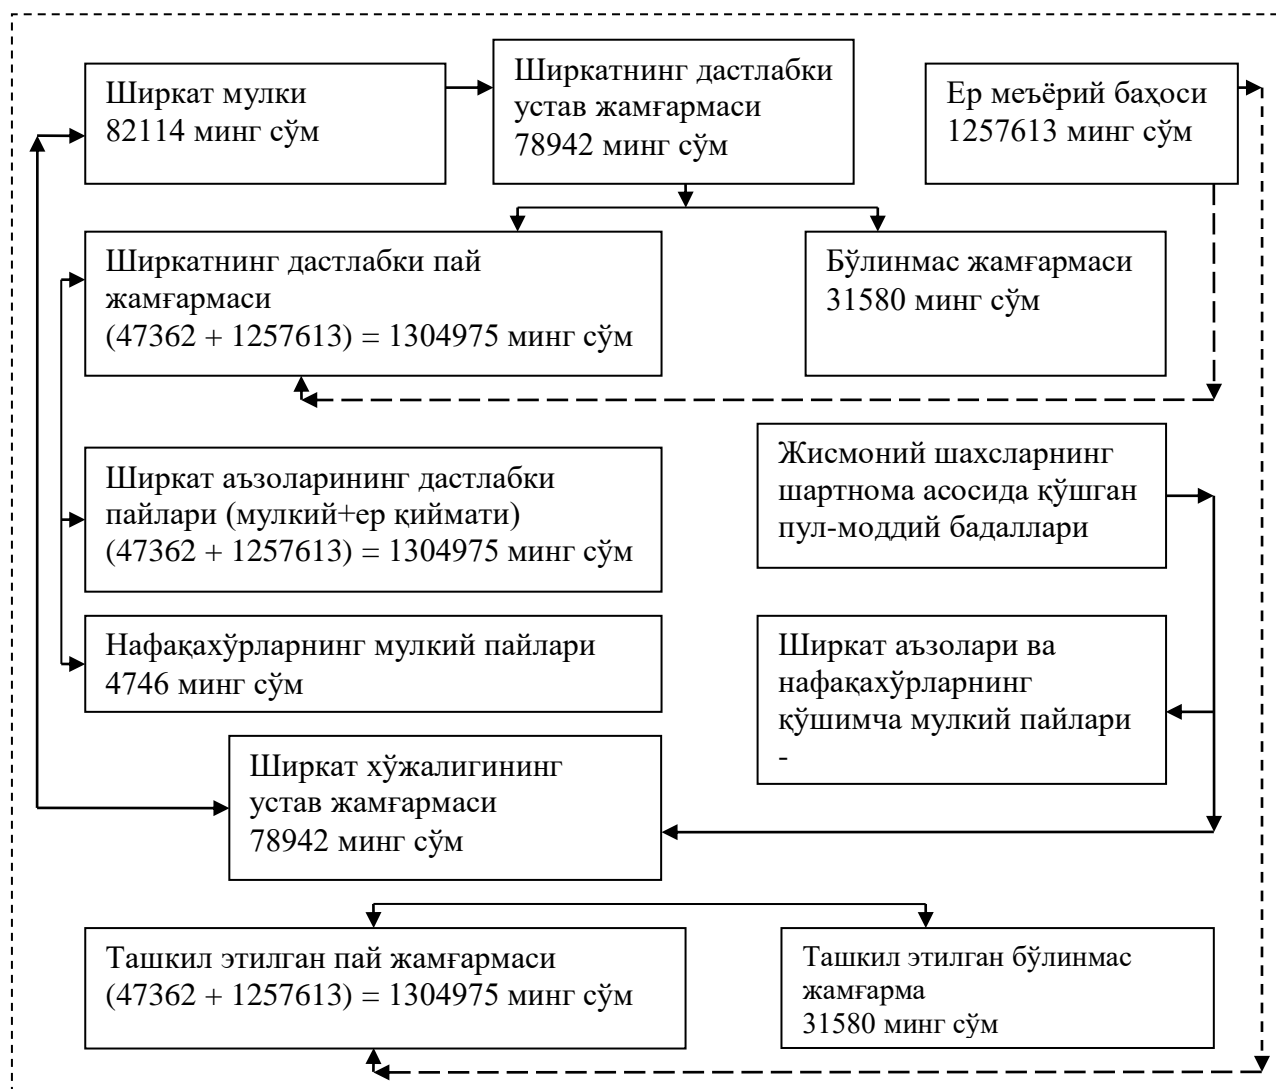 Ширкат мулки
82114 минг сўм
Ширкатнинг дастлабки
устав жамғармаси
78942 минг сўм
Ер меъёрий баҳоси
1257613 минг сўм
Ширкатнинг дастлабки пай
жамғармаси
(47362 + 1257613) = 1304975 минг сўм
Бўлинмас жамғармаси
31580 минг сўм
Ширкат аъзоларининг дастлабки
пайлари (мулкий+ер қиймати)
(47362 + 1257613) = 1304975 минг сўм
Жисмоний шахсларнинг
шартнома асосида қўшган
пул-моддий бадаллари
Нафақахўрларнинг мулкий пайлари
4746 минг сўм
Ширкат аъзолари ва
нафақахўрларнинг
қўшимча мулкий пайлари
-
Ширкат хўжалигининг
устав жамғармаси
78942 минг сўм
Ташкил этилган пай жамғармаси
(47362 + 1257613) = 1304975 минг сўм
Ташкил этилган бўлинмас
жамғарма
31580 минг сўм